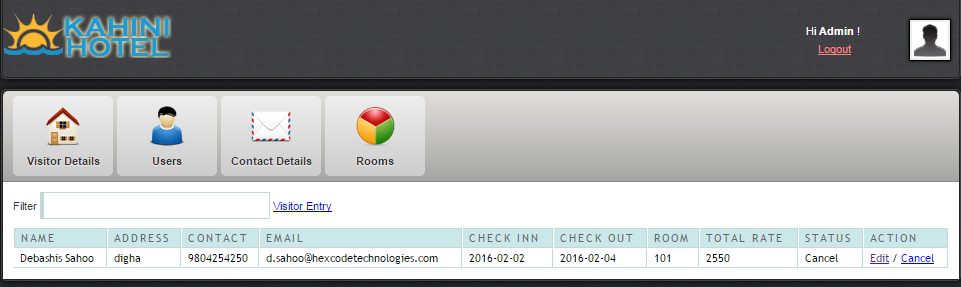 KAHINI
HOTEL
Hi Admin !
Logout
Visitor Details Users Contact Details Rooms
Filter Visitor Entry
NAME ADDRESS CONTACT EMAIL CHECK INN CHECK OUT ROOM TOTAL RATE STATUS ACTION
Debashis Sahoo digha 9804254250 d.sahoo@hexcodetechnologies.com 2016-02-02 2016-02-04 101 2550 Cancel Edit / Cancel